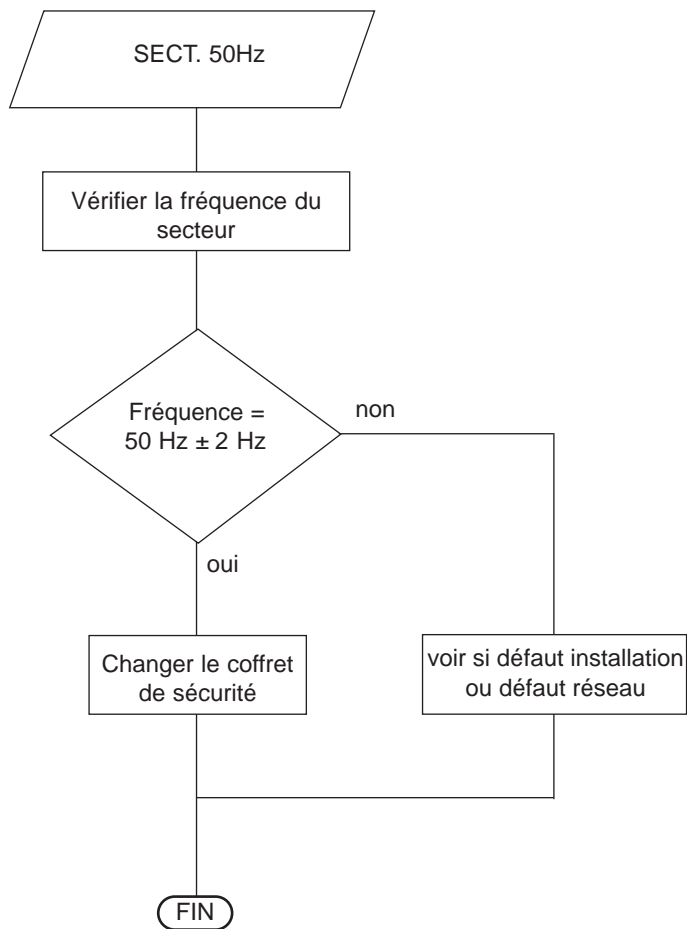 SECT. 50Hz
Vérifier la fréquence du
secteur
Fréquence =
50 Hz ± 2 Hz
non
oui
Changer le coffret
de sécurité
voir si défaut installation
ou défaut réseau
FIN